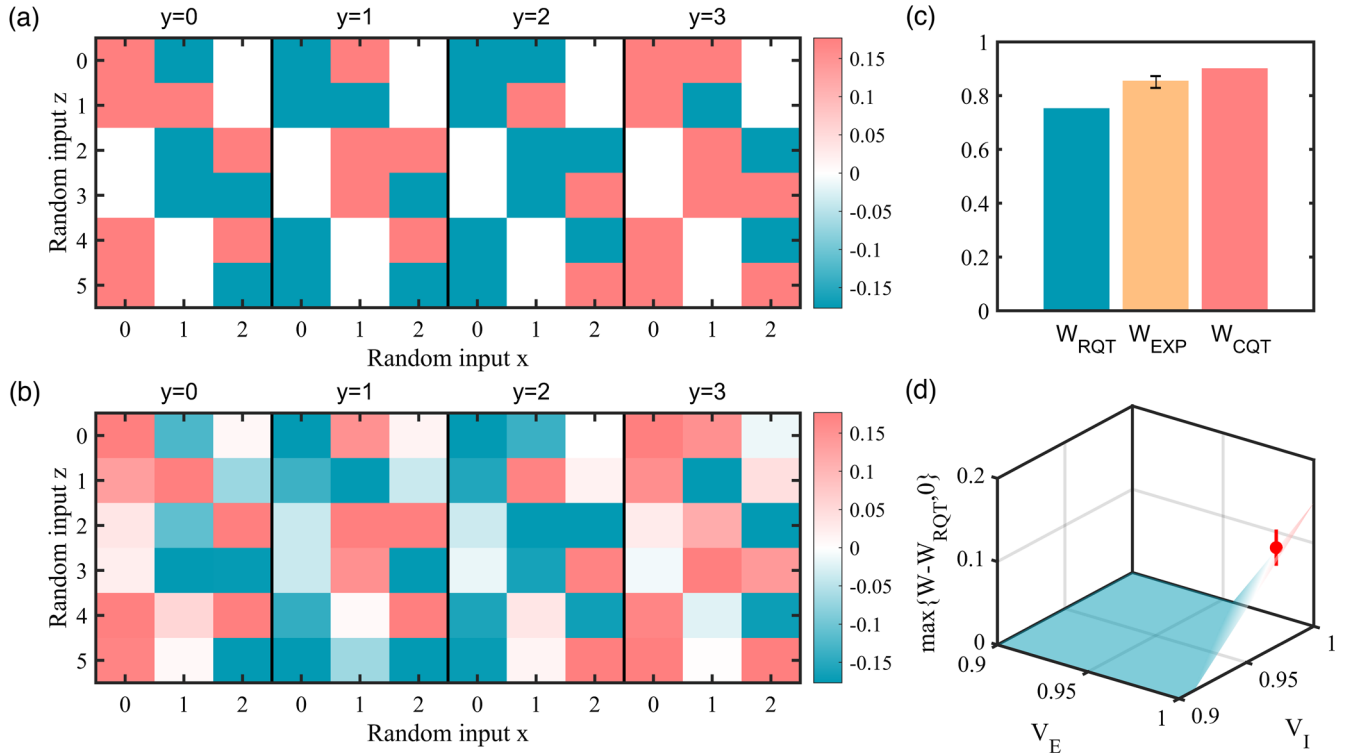 (a)
y=0 y=1 y=2 y=3
Random input z
0
1
2
3
4
5
0 1 2 0 1 2 0 1 2 0 1 2
Random input x
0.15
0.1
0.05
0
-0.05
-0.1
-0.15
(b)
y=0 y=1 y=2 y=3
Random input z
0
1
2
3
4
5
0 1 2 0 1 2 0 1 2 0 1 2
Random input x
0.15
0.1
0.05
0
-0.05
-0.1
-0.15
(c)
1
0.8
0.6
0.4
0.2
0
W_RQT W_EXP W_CQT
(d)
max{W-W_RQT,0}
0.2
0.1
0
0.9
0.95
1
V_E
0.9
0.95
1
V_I